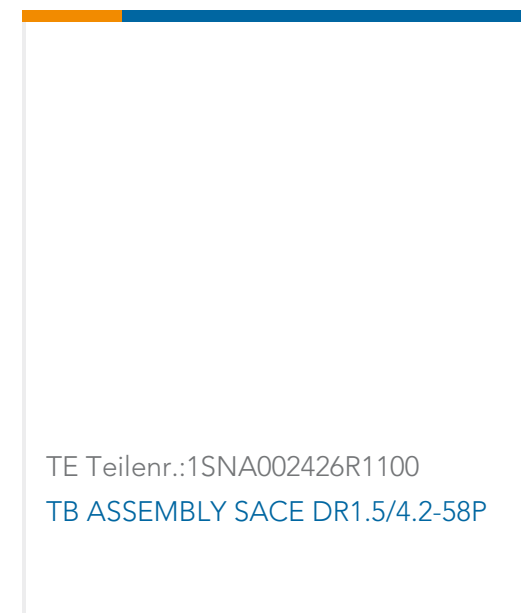 TE Teilenr.:1SNA002426R1100
TB ASSEMBLY SACE DR1.5/4.2-58P